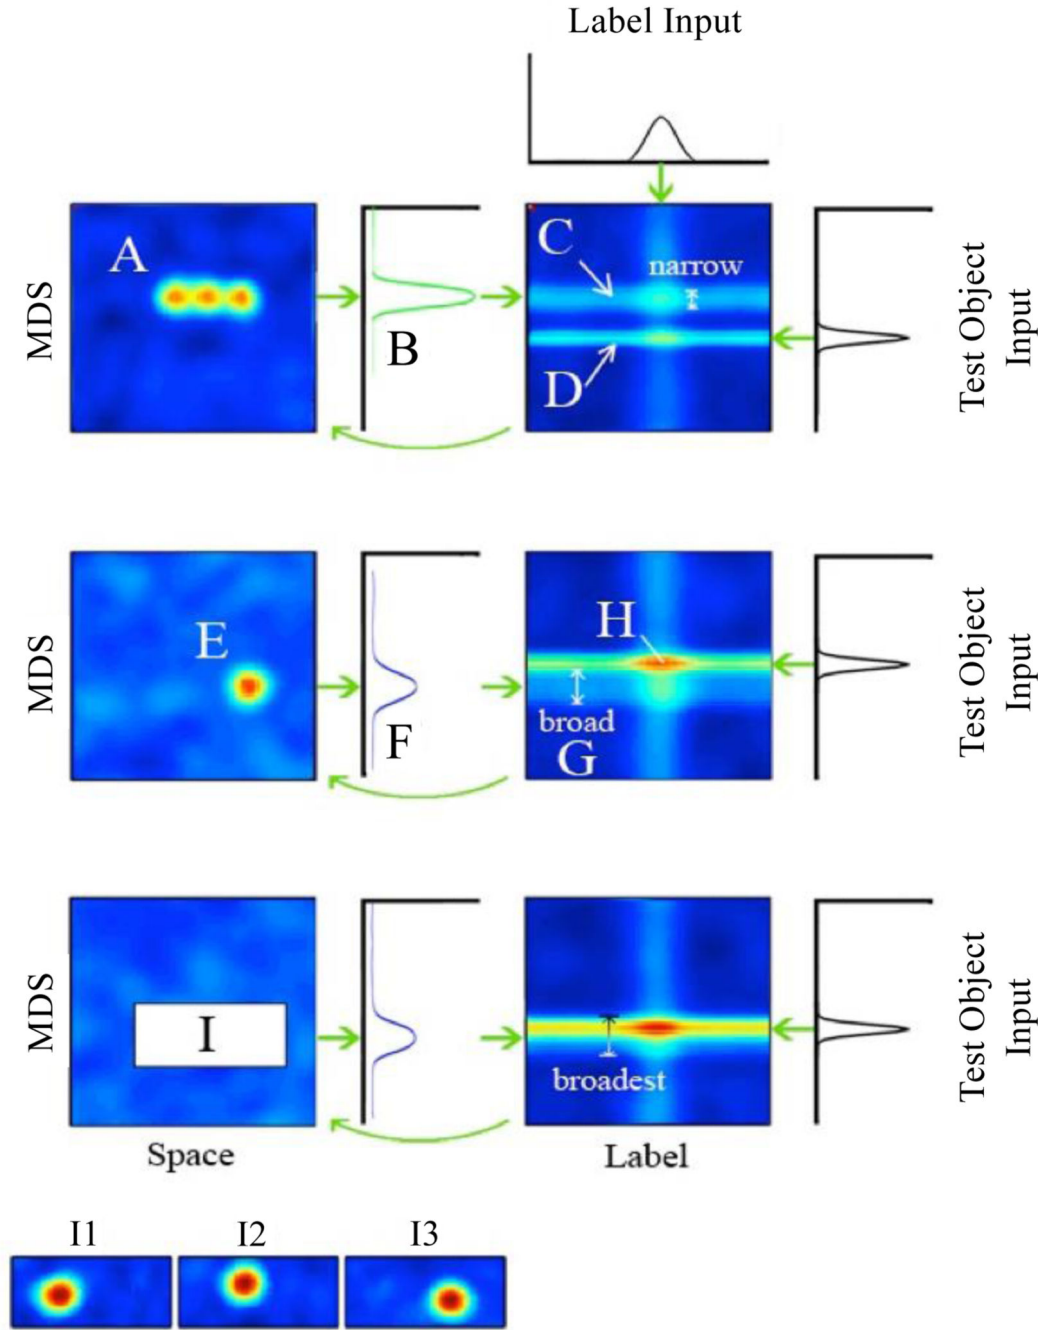 Label Input
A
B
C
narrow
D
MDS
Test Object
Input
E
F
H
broad
G
MDS
Test Object
Input
I
broadest
MDS
Test Object
Input
Space
Label
I1
I2
I3